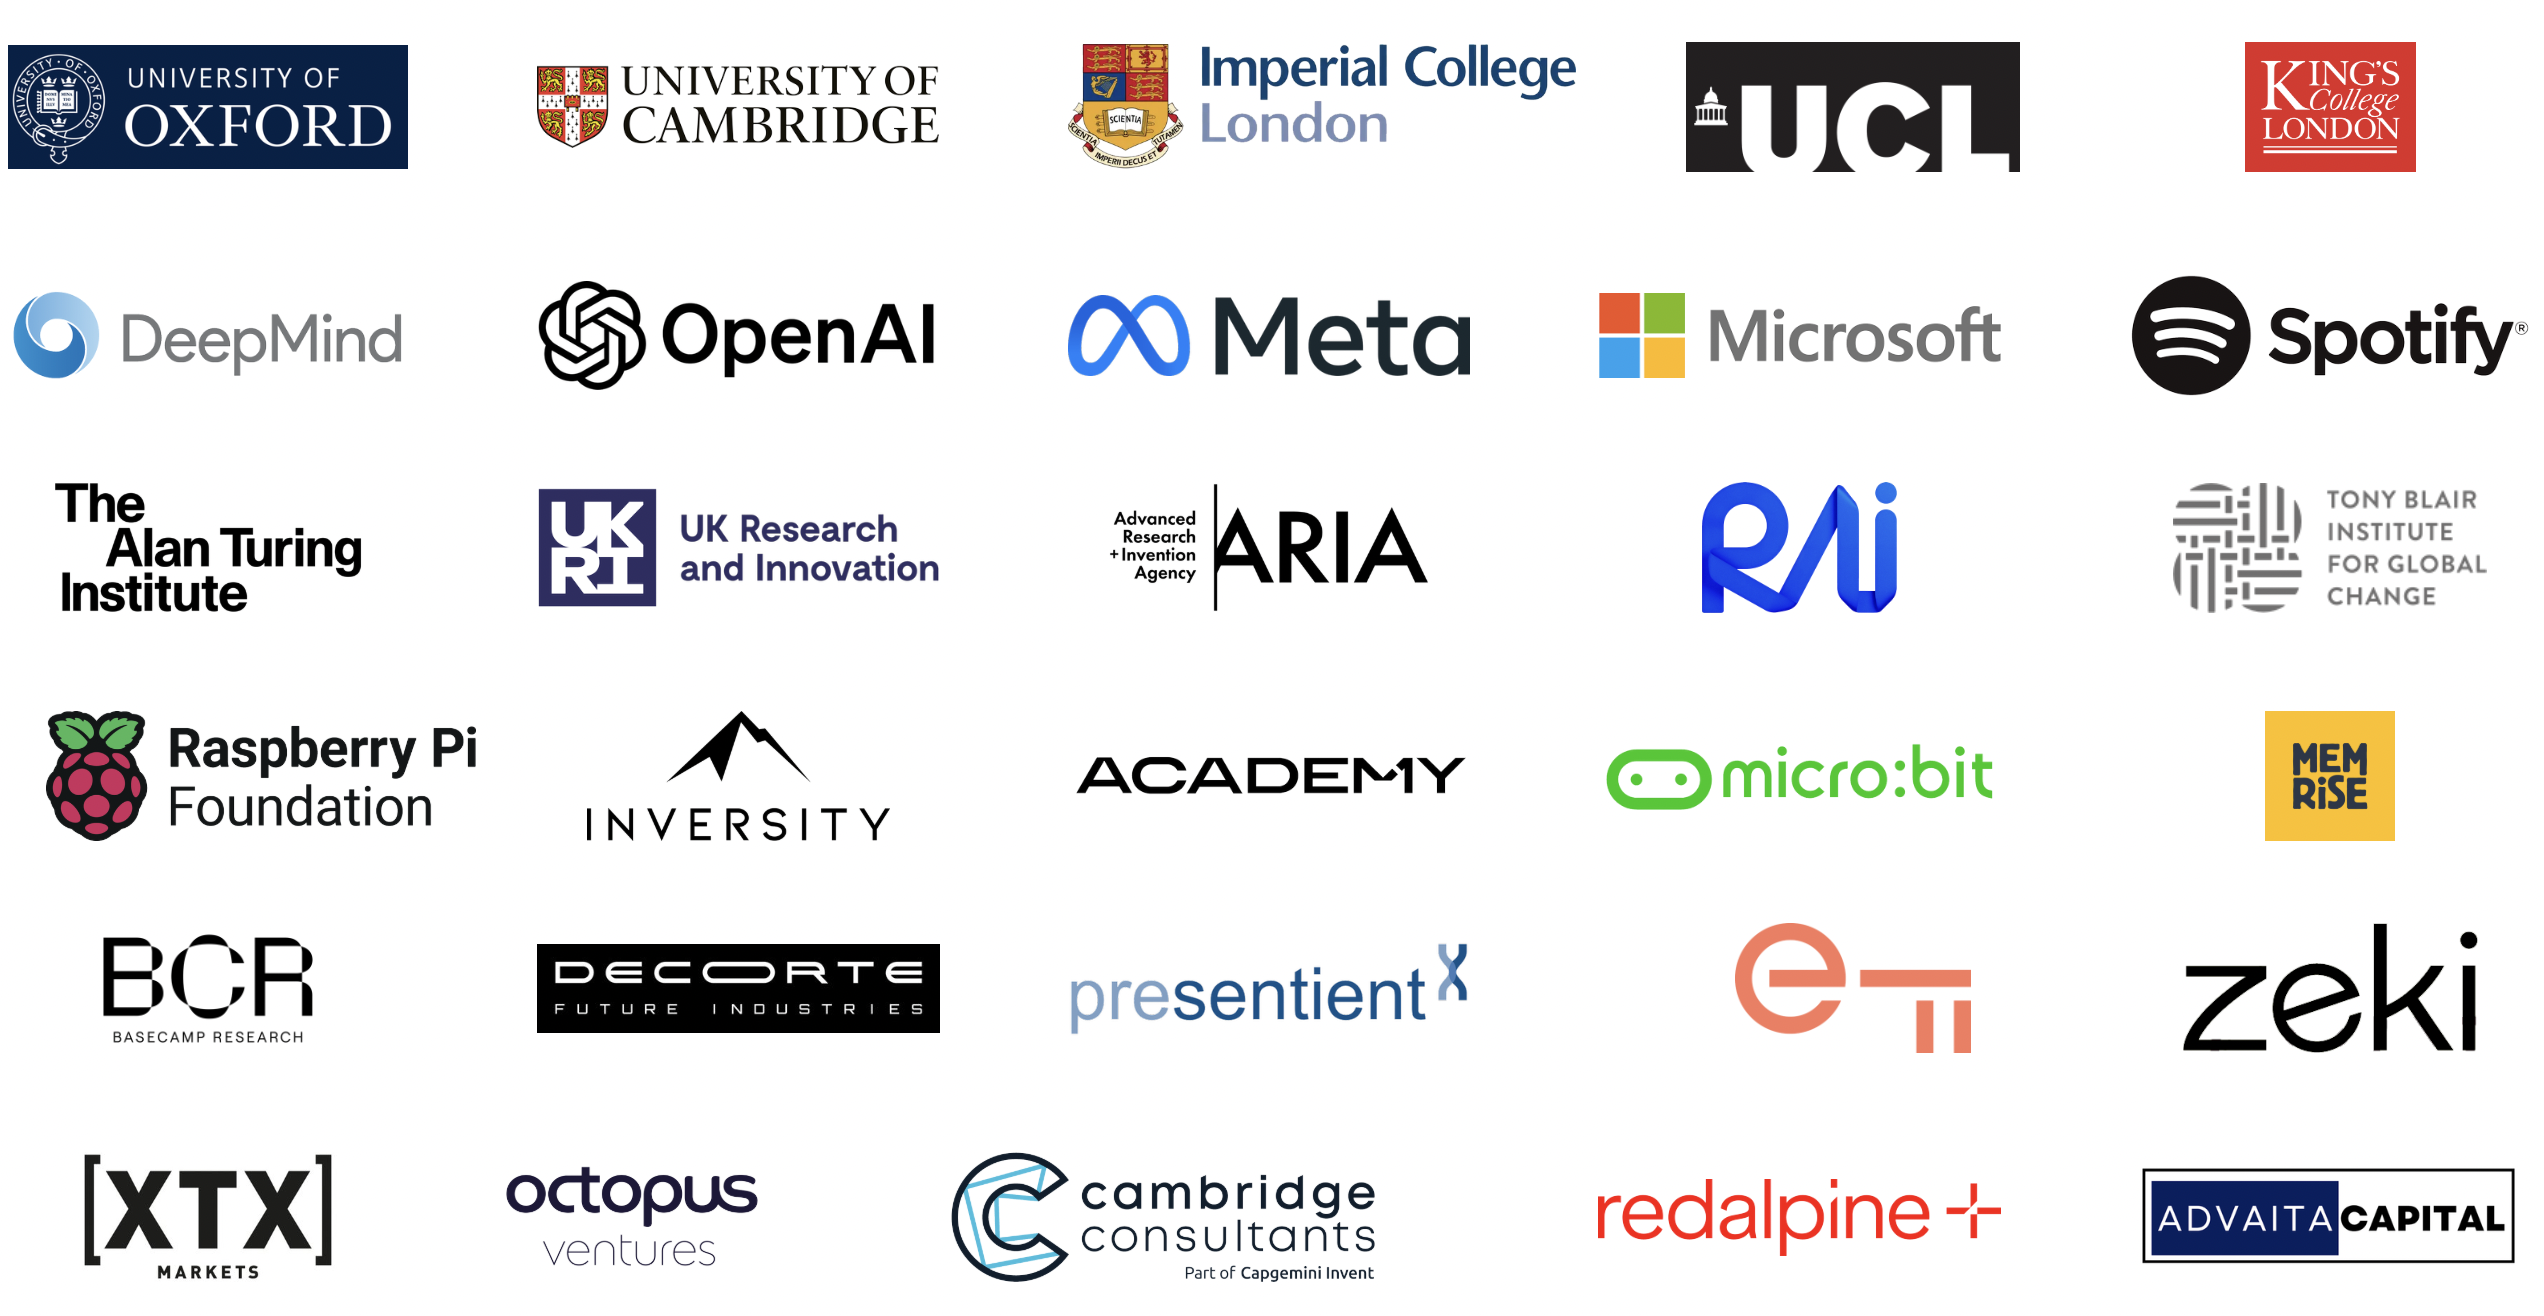 UNIVERSITY OF
OXFORD
UNIVERSITY OF
CAMBRIDGE
Imperial College
London
SCIENTIA
SCIENTIA IMPERII DECUS ET TUTAMEN
UCL
KING'S
College
LONDON
DeepMind
OpenAI
Meta
Microsoft
Spotify®
The
Alan Turing
Institute
UK
RI
UK Research
and Innovation
Advanced
Research
+Invention
Agency
ARIA
RAi
TONY BLAIR
INSTITUTE
FOR GLOBAL
CHANGE
Raspberry Pi
Foundation
INVERSITY
ACADEMY
micro:bit
MEM
RiSE
BCR
BASECAMP RESEARCH
DECORTE
FUTURE INDUSTRIES
presentient
e
zeki
[XTX]
MARKETS
octopus
ventures
cambridge
consultants
Part of Capgemini Invent
redalpine
ADVAITA CAPITAL